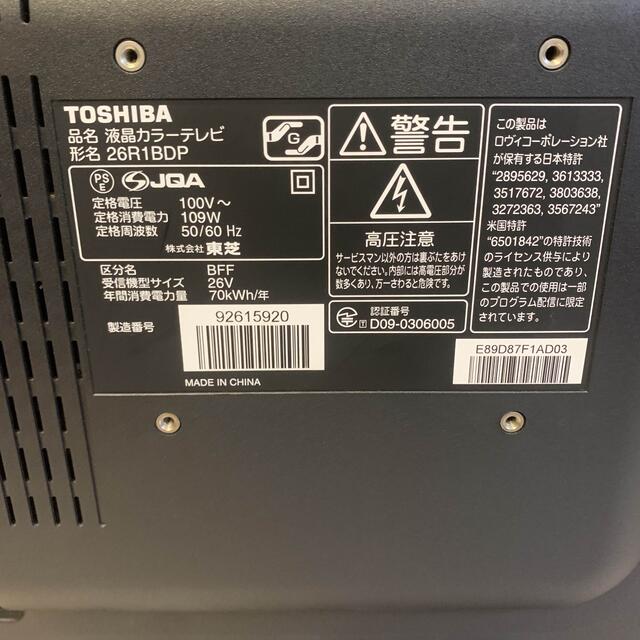 TOSHIBA
品名 液晶カラーテレビ
形名 26R1BDP
G
PS
E
JQA
定格電圧 100V～
定格消費電力 109W
定格周波数 50/60 Hz
株式会社 東芝
区分名 BFF
受信機型サイズ 26V
年間消費電力量 70kWh/年
製造番号 92615920
MADE IN CHINA
警告
高圧注意
サービスマン以外の方は裏ぶたをあけ
ないでください。内部には高電圧部分が
数多くあり、万一さわると危険です。
T
認証番号
D09-0306005
この製品は
ロヴィコーポレーション社
が保有する日本特許
"2895629, 3613333,
3517672, 3803638,
3272363, 3567243"
米国特許
"6501842"の特許技術
のライセンス供与により
製造されたものであり、
この製品での使用は一部
のプログラム配信に限定
されています。
E89D87F1AD03